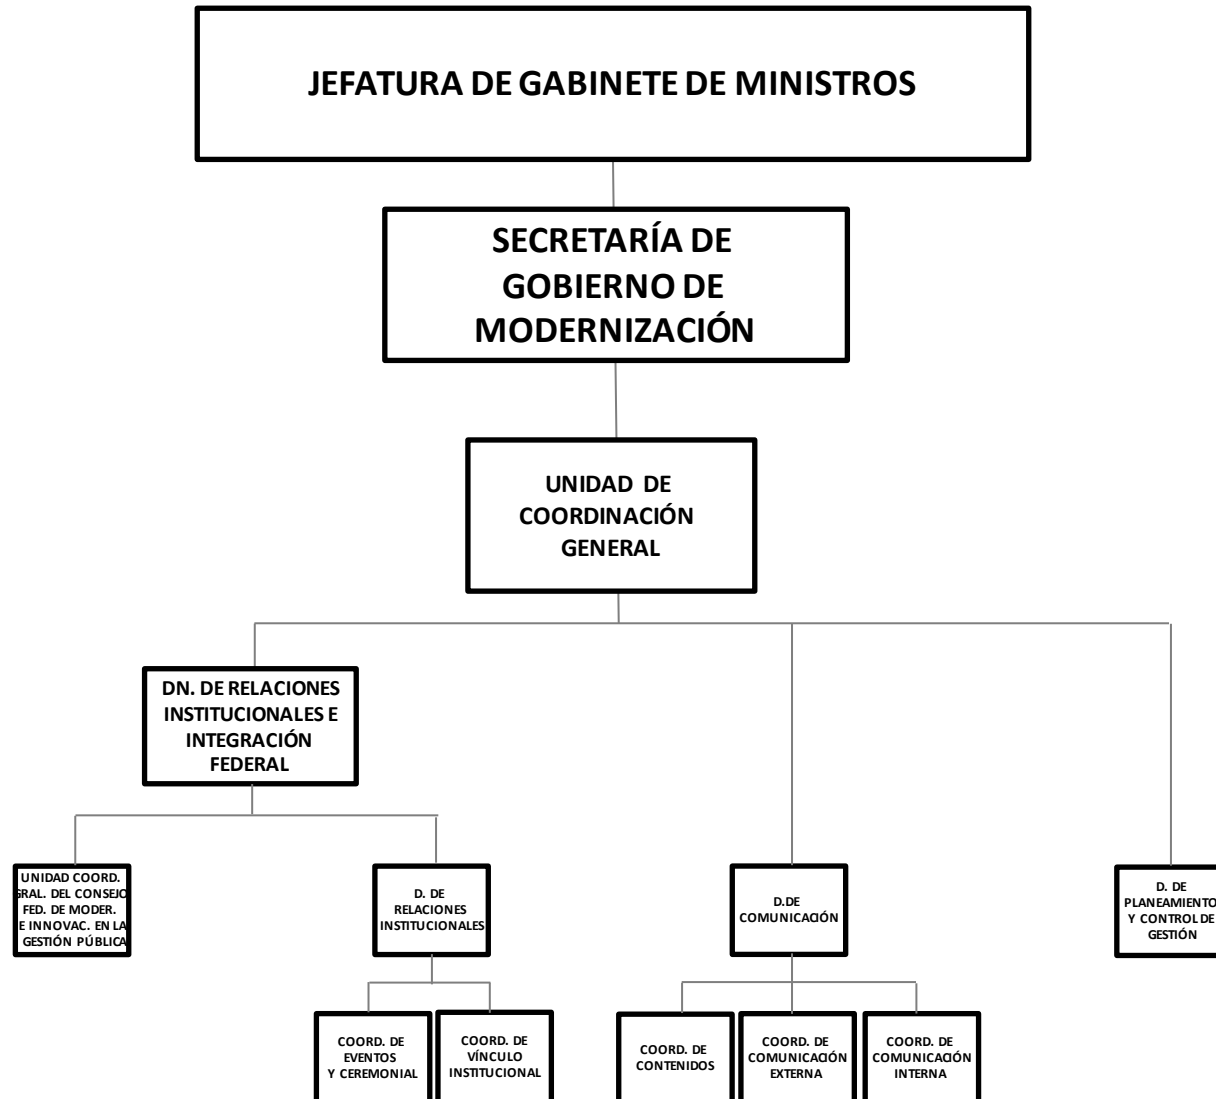 JEFATURA DE GABINETE DE MINISTROS
SECRETARÍA DE
GOBIERNO DE
MODERNIZACIÓN
UNIDAD DE
COORDINACIÓN
GENERAL
DN. DE RELACIONES
INSTITUCIONALES E
INTEGRACIÓN
FEDERAL
UNIDAD COORD.
GRAL. DEL CONSEJO
FED. DE MODER.
E INNOVAC. EN LA
GESTIÓN PÚBLICA
D. DE
RELACIONES
INSTITUCIONALES
D.DE
COMUNICACIÓN
D. DE
PLANEAMIENTO
Y CONTROL DE
GESTIÓN
COORD. DE
EVENTOS
Y CEREMONIAL
COORD. DE
VÍNCULO
INSTITUCIONAL
COORD. DE
CONTENIDOS
COORD. DE
COMUNICACIÓN
EXTERNA
COORD. DE
COMUNICACIÓN
INTERNA